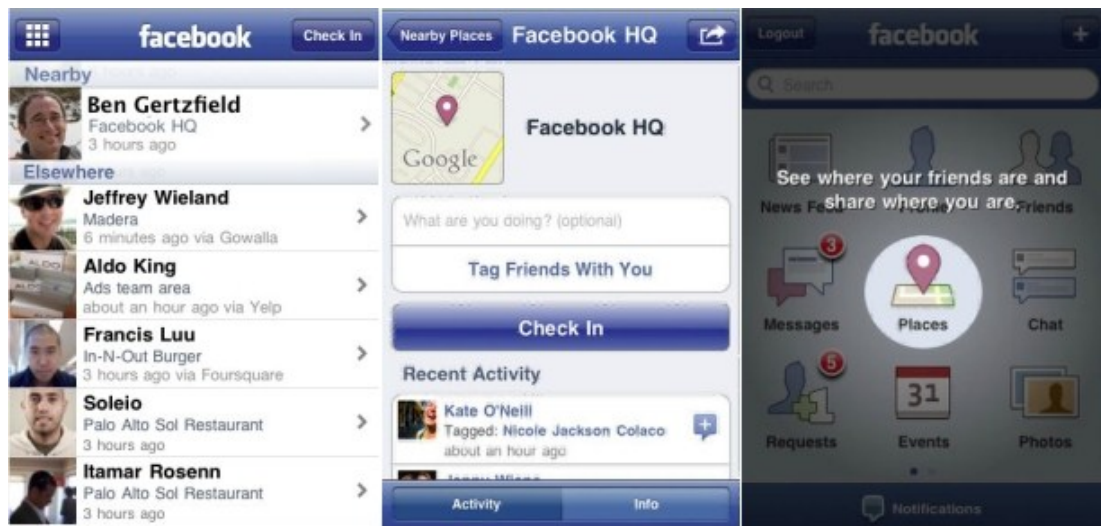 facebook
Check In
Nearby
Ben Gertzfield
Facebook HQ
3 hours ago
Elsewhere
Jeffrey Wieland
Madera
6 minutes ago via Gowalla
Aldo King
Ads team area
about an hour ago via Yelp
Francis Luu
In-N-Out Burger
3 hours ago via Foursquare
Soleio
Palo Alto Sol Restaurant
3 hours ago
Itamar Rosenn
Palo Alto Sol Restaurant
3 hours ago
Nearby Places
Facebook HQ
Google
Facebook HQ
What are you doing? (optional)
Tag Friends With You
Check In
Recent Activity
Kate O'Neill
Tagged: Nicole Jackson Colaco
about an hour ago
Activity
Info
Logout
facebook
Search
See where your friends are and
share where you are.
News Feed
Friends
3
Messages
Places
Chat
5
31
Requests
Events
Photos
Notifications